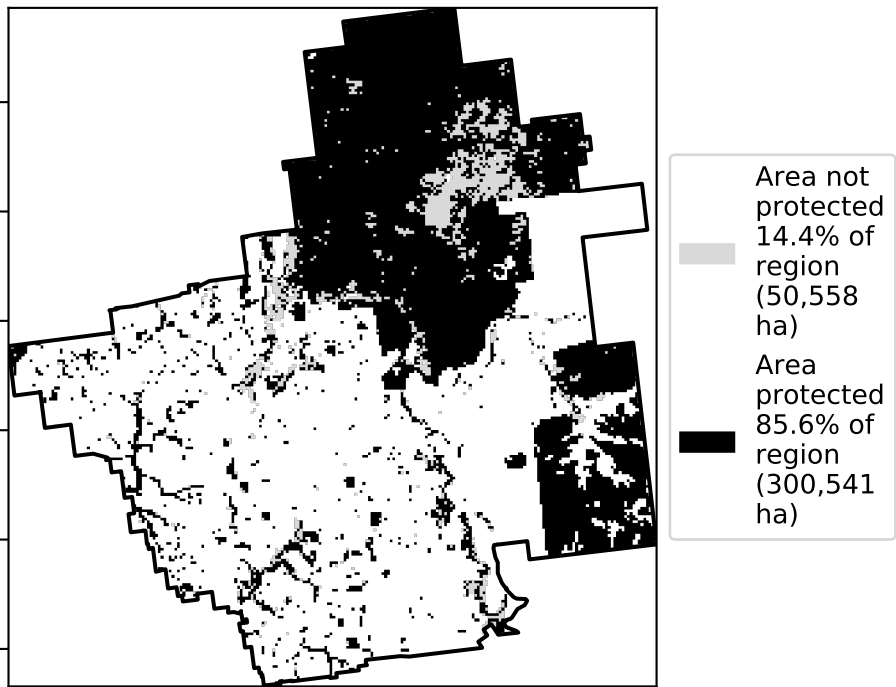 Area not
protected
14.4% of
region
(50,558
ha)
Area
protected
85.6% of
region
(300,541
ha)